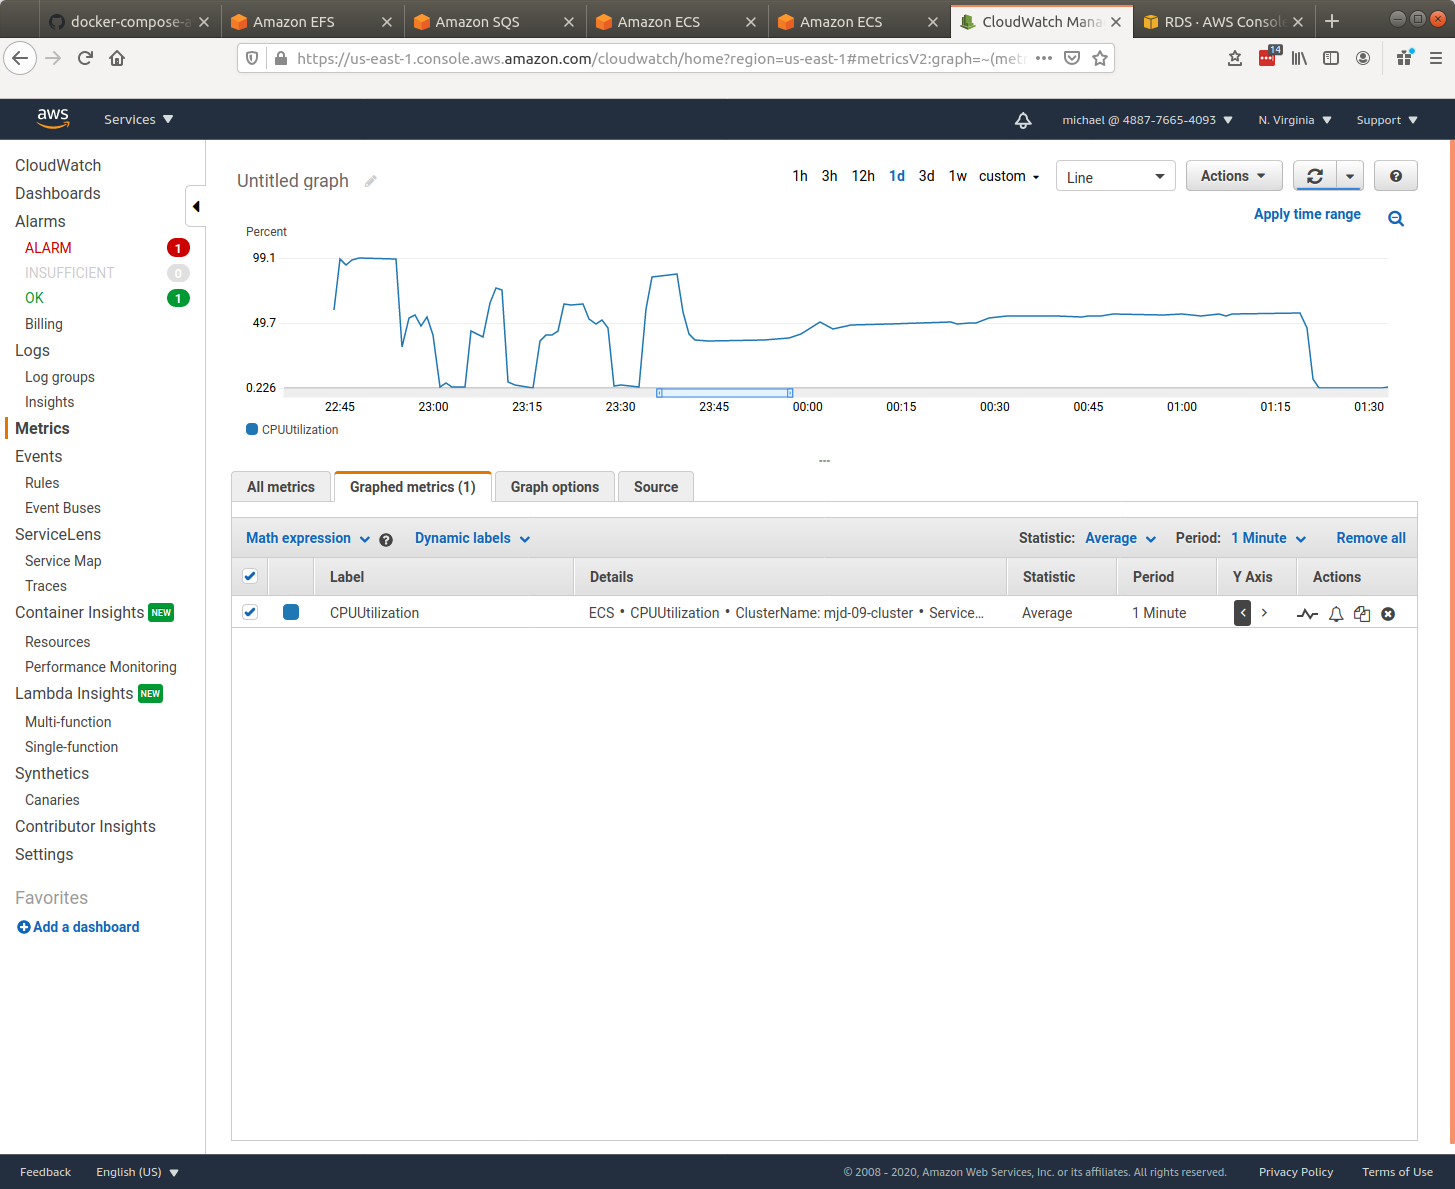 docker-compose-a
Amazon EFS
Amazon SQS
Amazon ECS
Amazon ECS
CloudWatch Mana
RDS · AWS Consol
https://us-east-1.console.aws.amazon.com/cloudwatch/home?region=us-east-1#metricsV2:graph=~(metr
14
aws
Services
michael @ 4887-7665-4093
N. Virginia
Support
CloudWatch
Dashboards
Alarms
ALARM 1
INSUFFICIENT 0
OK 1
Billing
Logs
Log groups
Insights
Metrics
Events
Rules
Event Buses
ServiceLens
Service Map
Traces
Container Insights NEW
Resources
Performance Monitoring
Lambda Insights NEW
Multi-function
Single-function
Synthetics
Canaries
Contributor Insights
Settings
Favorites
Add a dashboard
Untitled graph
1h 3h 12h 1d 3d 1w custom
Line
Actions
Apply time range
Percent
99.1
49.7
0.226
22:45 23:00 23:15 23:30 23:45 00:00 00:15 00:30 00:45 01:00 01:15 01:30
CPUUtilization
All metrics
Graphed metrics (1)
Graph options
Source
Math expression
Dynamic labels
Statistic: Average
Period: 1 Minute
Remove all
Label Details Statistic Period Y Axis Actions
CPUUtilization ECS • CPUUtilization • ClusterName: mjd-09-cluster • Service... Average 1 Minute < >
Feedback
English (US)
© 2008 - 2020, Amazon Web Services, Inc. or its affiliates. All rights reserved.
Privacy Policy
Terms of Use